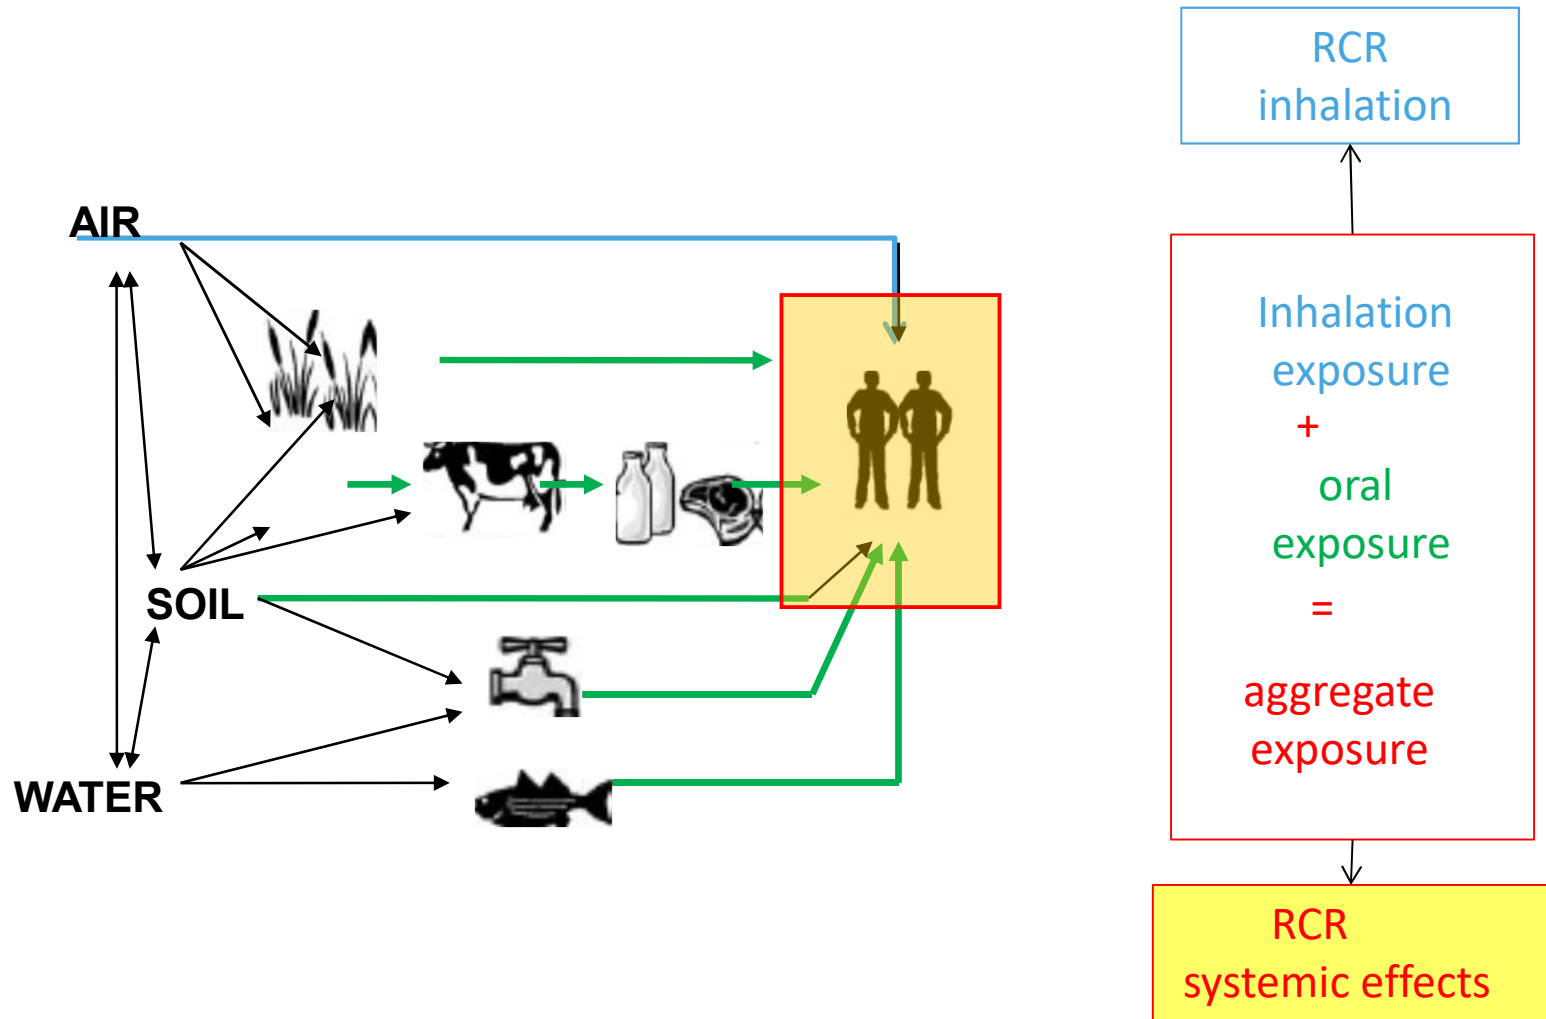 AIR
SOIL
WATER
RCR
inhalation
Inhalation
exposure
+
oral
exposure
=
aggregate
exposure
RCR
systemic effects